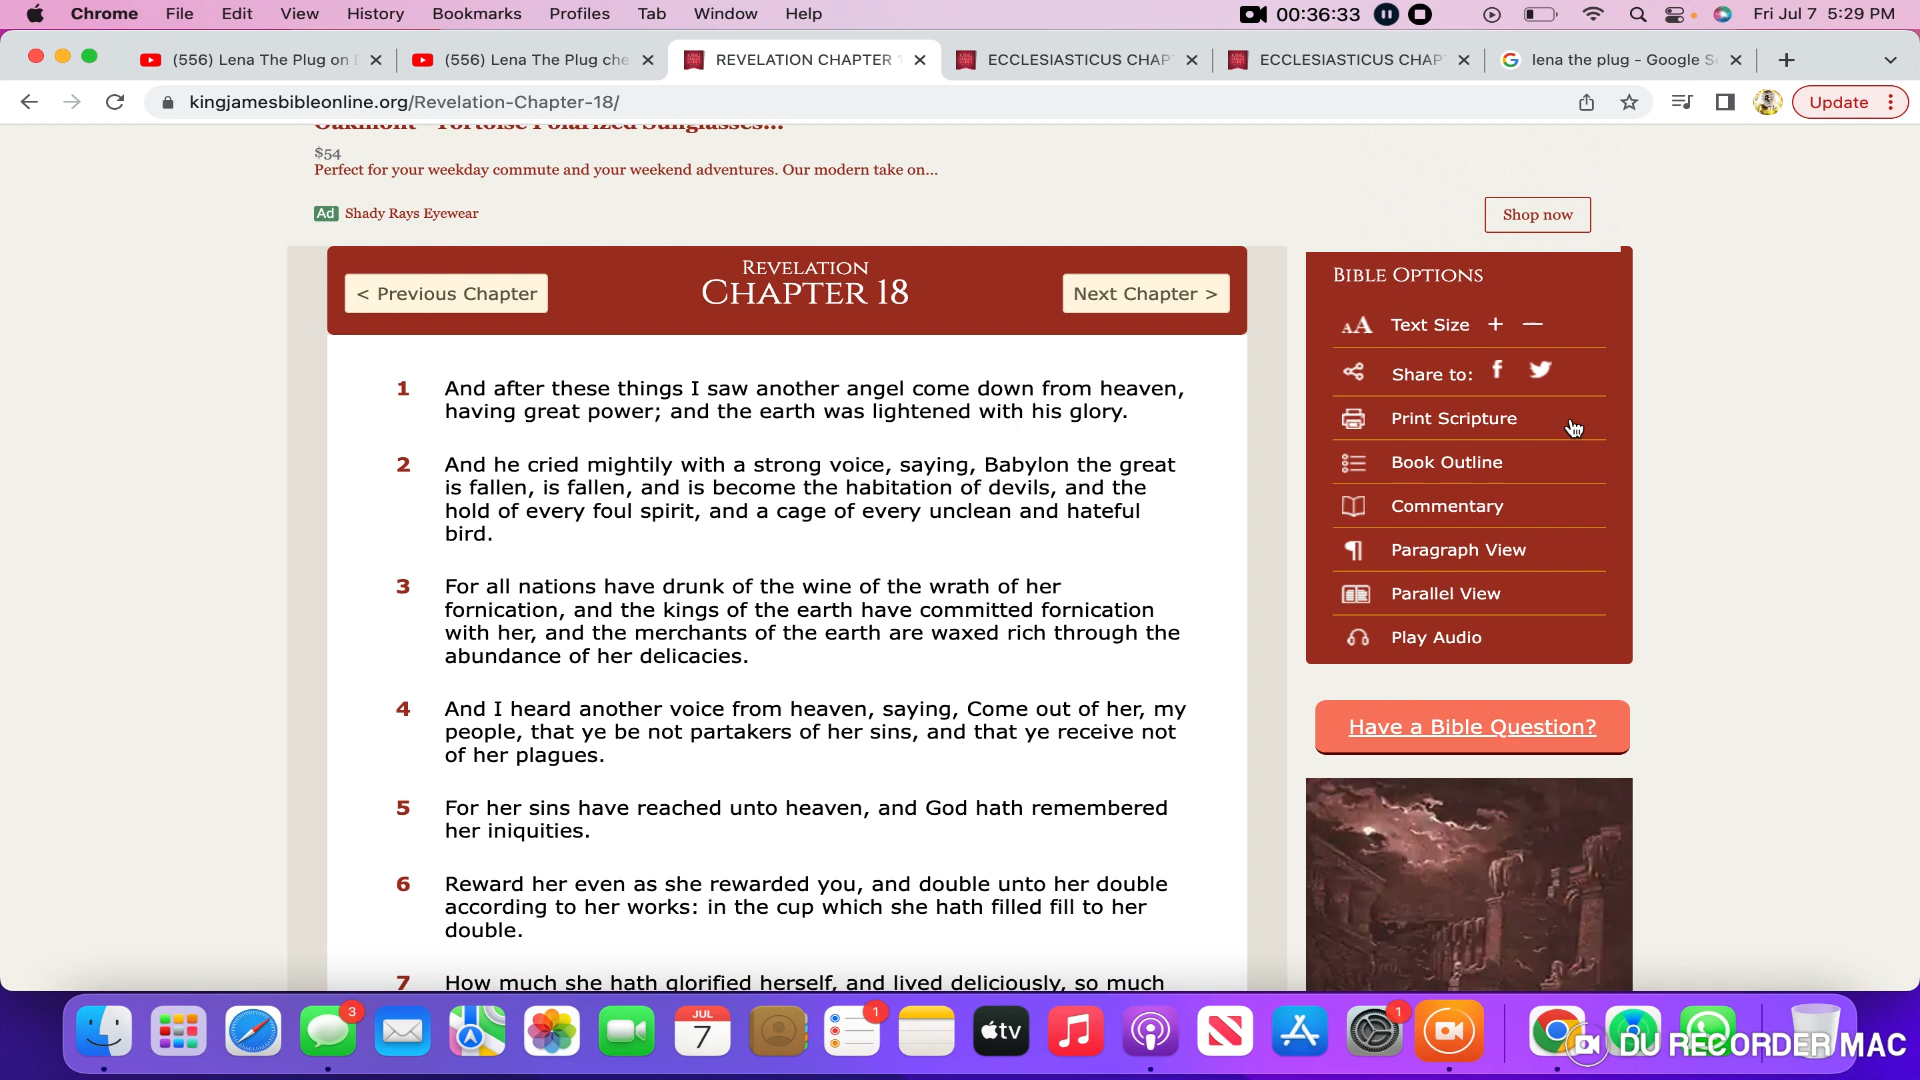 Chrome File Edit View History Bookmarks Profiles Tab Window Help 00:36:33 Fri Jul 7 5:29 PM
(556) Lena The Plug on (556) Lena The Plug che REVELATION CHAPTER 1 ECCLESIASTICUS CHAP ECCLESIASTICUS CHAP lena the plug - Google S
kingjamesbibleonline.org/Revelation-Chapter-18/ Update
Oakmont - Tortoise Polarized Sunglasses...
$54
Perfect for your weekday commute and your weekend adventures. Our modern take on...
Ad Shady Rays Eyewear
Shop now
< Previous Chapter
REVELATION
CHAPTER 18
Next Chapter >
1 And after these things I saw another angel come down from heaven,
having great power; and the earth was lightened with his glory.
2 And he cried mightily with a strong voice, saying, Babylon the great
is fallen, is fallen, and is become the habitation of devils, and the
hold of every foul spirit, and a cage of every unclean and hateful
bird.
3 For all nations have drunk of the wine of the wrath of her
fornication, and the kings of the earth have committed fornication
with her, and the merchants of the earth are waxed rich through the
abundance of her delicacies.
4 And I heard another voice from heaven, saying, Come out of her, my
people, that ye be not partakers of her sins, and that ye receive not
of her plagues.
5 For her sins have reached unto heaven, and God hath remembered
her iniquities.
6 Reward her even as she rewarded you, and double unto her double
according to her works: in the cup which she hath filled fill to her
double.
7 How much she hath glorified herself, and lived deliciously, so much
BIBLE OPTIONS
AA Text Size + —
Share to: f
Print Scripture
Book Outline
Commentary
¶ Paragraph View
Parallel View
Play Audio
Have a Bible Question?
3 JUL 7 1 tv 1
DU RECORDER MAC